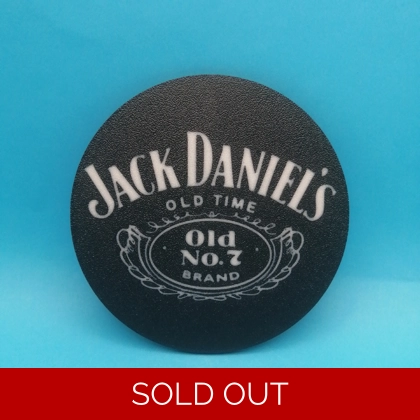 JACK DANIEL'S
OLD TIME
Old
No.7
BRAND
SOLD OUT